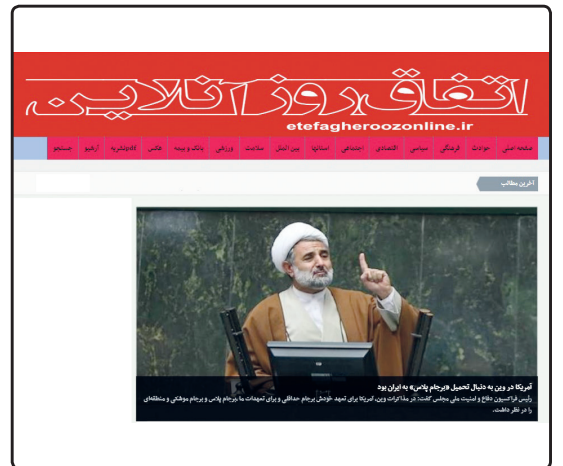 اتفاق روز آنلاین
etefagheroozonline.ir
صفحه اصلی حوادث فرهنگی سیاسی اقتصادی اجتماعی استانها بین الملل سلامت ورزشی بانک و بیمه عکس pdfنشریه آرشیو جستجو
آخرین مطالب
آمریکا در وین به دنبال تحمیل «برجام پلاس» به ایران بود
رئیس فراکسیون دفاع و امنیت ملی مجلس گفت: در مذاکرات وین، آمریکا برای تعهد خودش برجام حداقلی و برای تعهدات ما برجام پلاس و برجام موشکی و منطقه‌ای
را در نظر داشت.